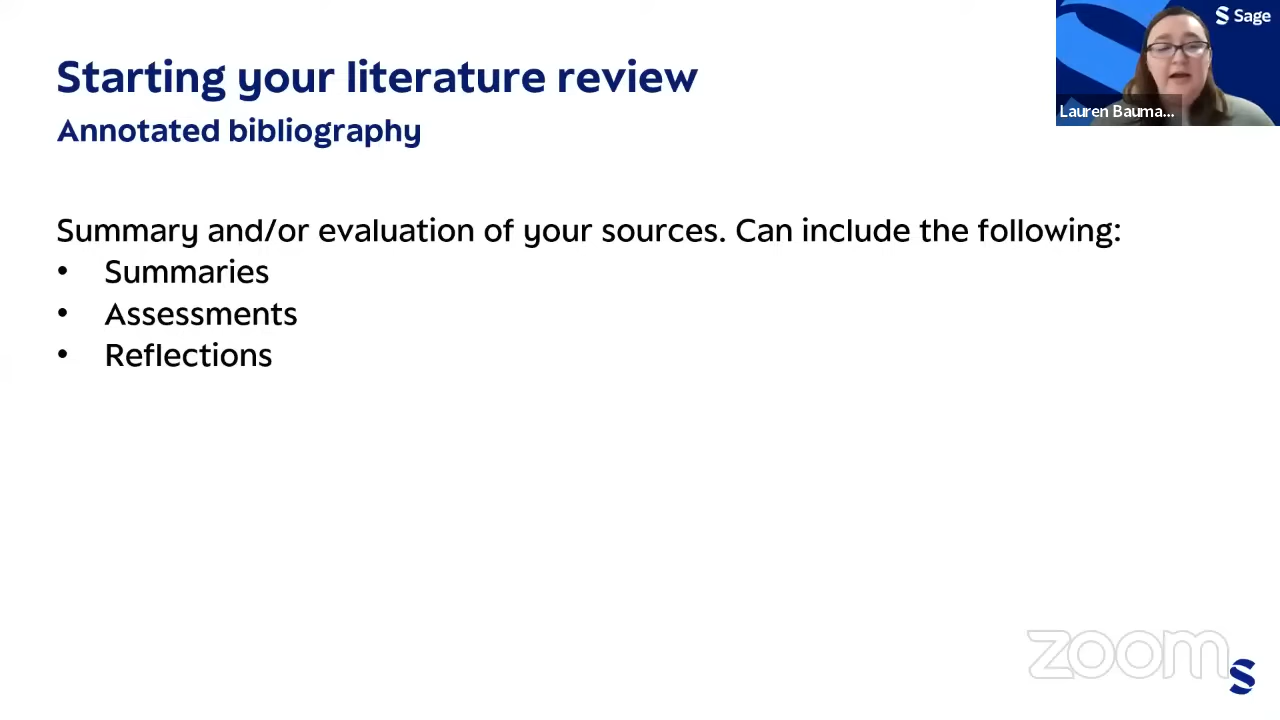 Starting your literature review
Annotated bibliography
Sage
Lauren Bauma...
Summary and/or evaluation of your sources. Can include the following:
• Summaries
• Assessments
• Reflections
zoom